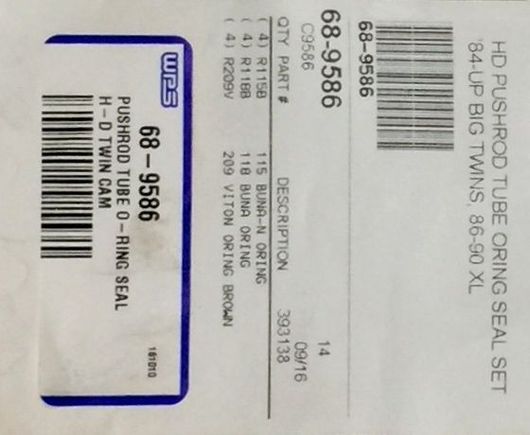 HD PUSHROD TUBE ORING SEAL SET
'84-UP BIG TWINS, 86-90 XL
68-9586
68-9586
C9586
14
09/16
QTY PART # DESCRIPTION 393138
( 4) R115B 115 BUNA-N ORING
( 4) R118B 118 BUNA ORING
( 4) R209V 209 VITON ORING BROWN
WPS
68-9586
PUSHROD TUBE O-RING SEAL
H-D TWIN CAM
161010